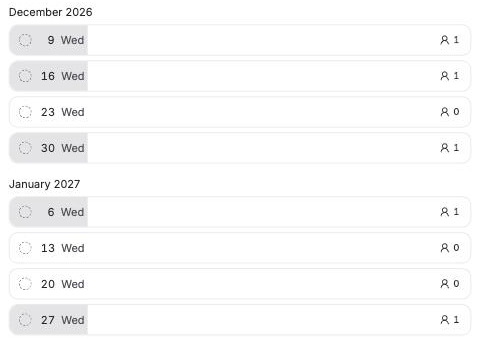 December 2026
9 Wed 1
16 Wed 1
23 Wed 0
30 Wed 1
January 2027
6 Wed 1
13 Wed 0
20 Wed 0
27 Wed 1